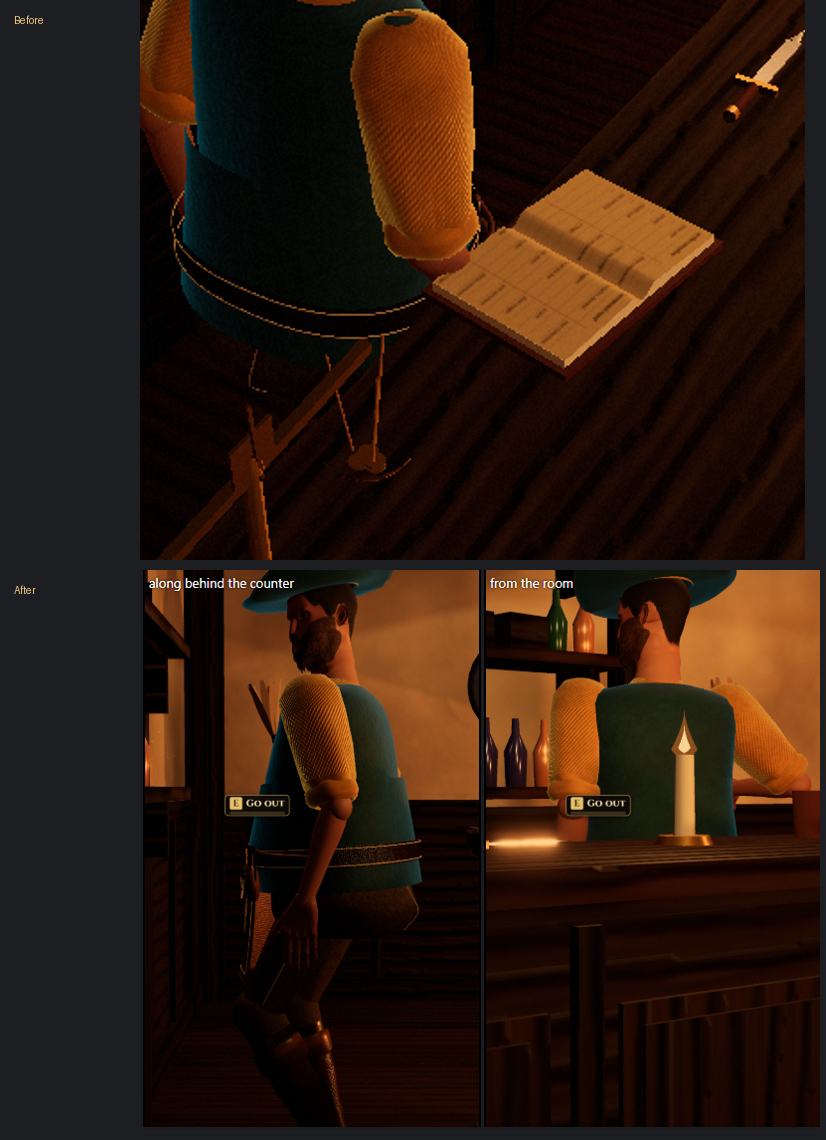 Before
After
along behind the counter
from the room
E GO OUT
E GO OUT